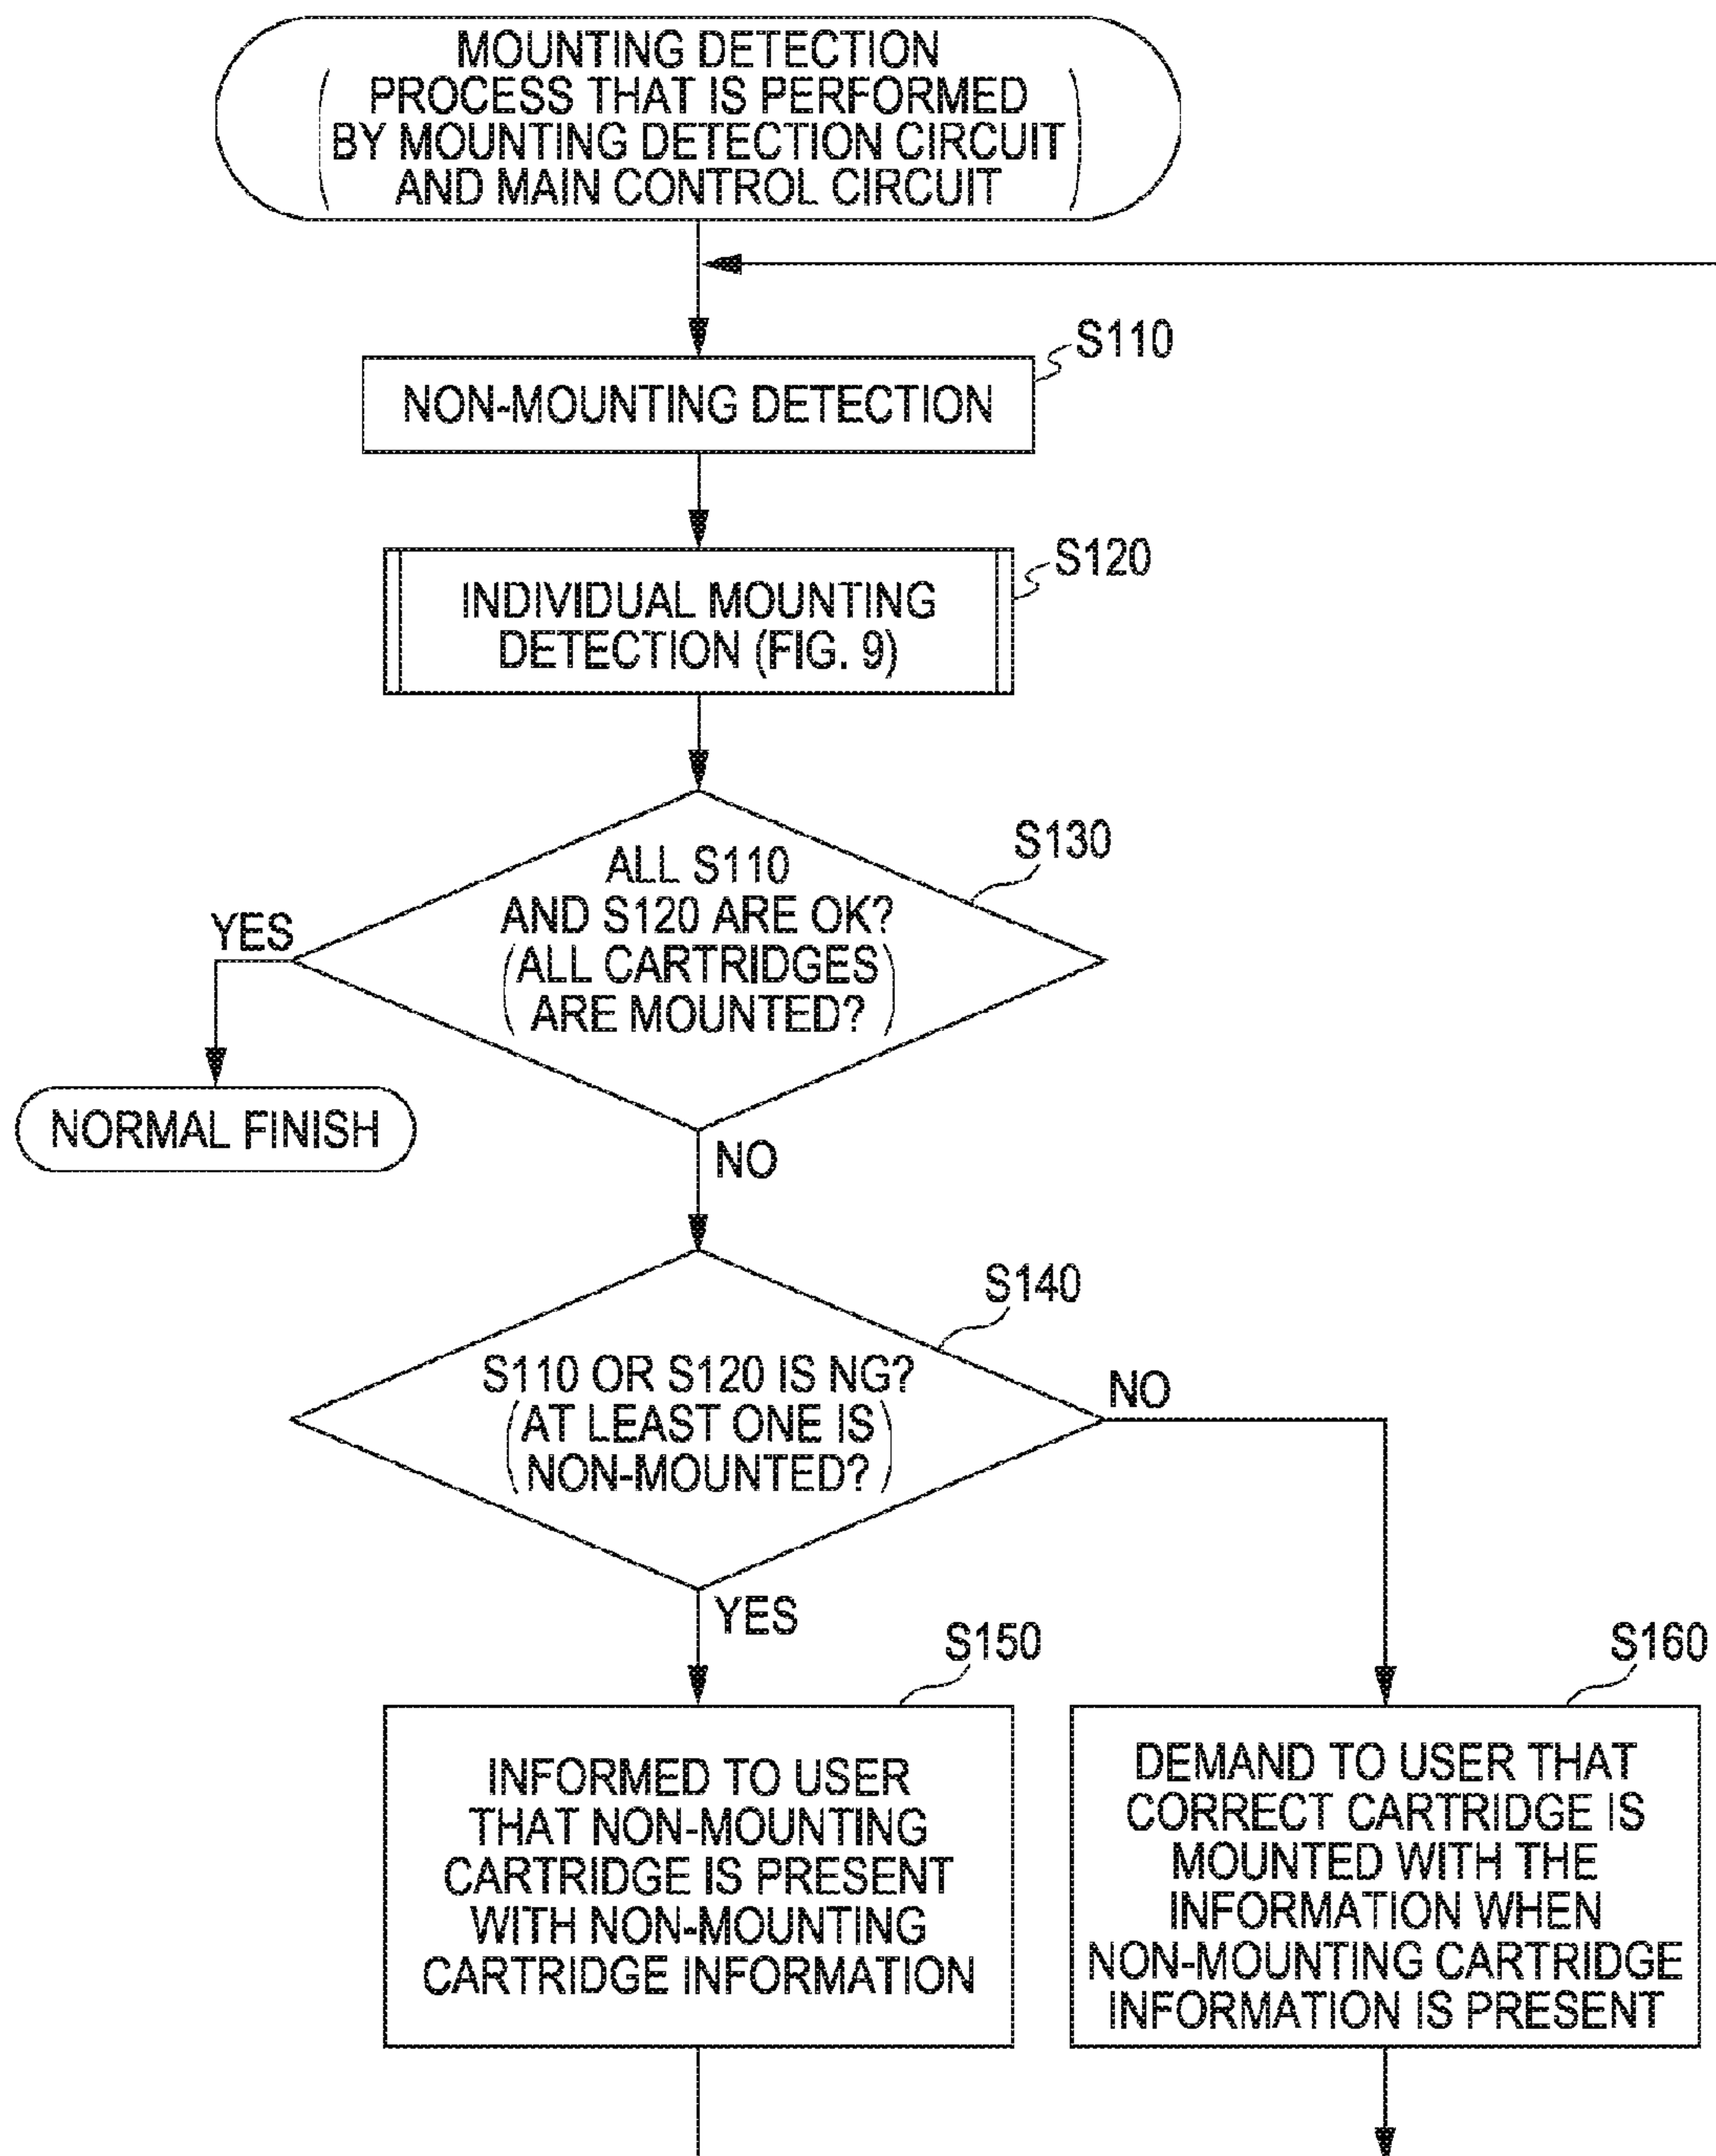 MOUNTING DETECTION
PROCESS THAT IS PERFORMED
BY MOUNTING DETECTION CIRCUIT
AND MAIN CONTROL CIRCUIT
S110
NON-MOUNTING DETECTION
S120
INDIVIDUAL MOUNTING
DETECTION (FIG. 9)
S130
ALL S110
AND S120 ARE OK?
(ALL CARTRIDGES
ARE MOUNTED?)
YES
NORMAL FINISH
NO
S140
S110 OR S120 IS NG?
(AT LEAST ONE IS
NON-MOUNTED?)
NO
YES
S150
INFORMED TO USER
THAT NON-MOUNTING
CARTRIDGE IS PRESENT
WITH NON-MOUNTING
CARTRIDGE INFORMATION
S160
DEMAND TO USER THAT
CORRECT CARTRIDGE IS
MOUNTED WITH THE
INFORMATION WHEN
NON-MOUNTING CARTRIDGE
INFORMATION IS PRESENT